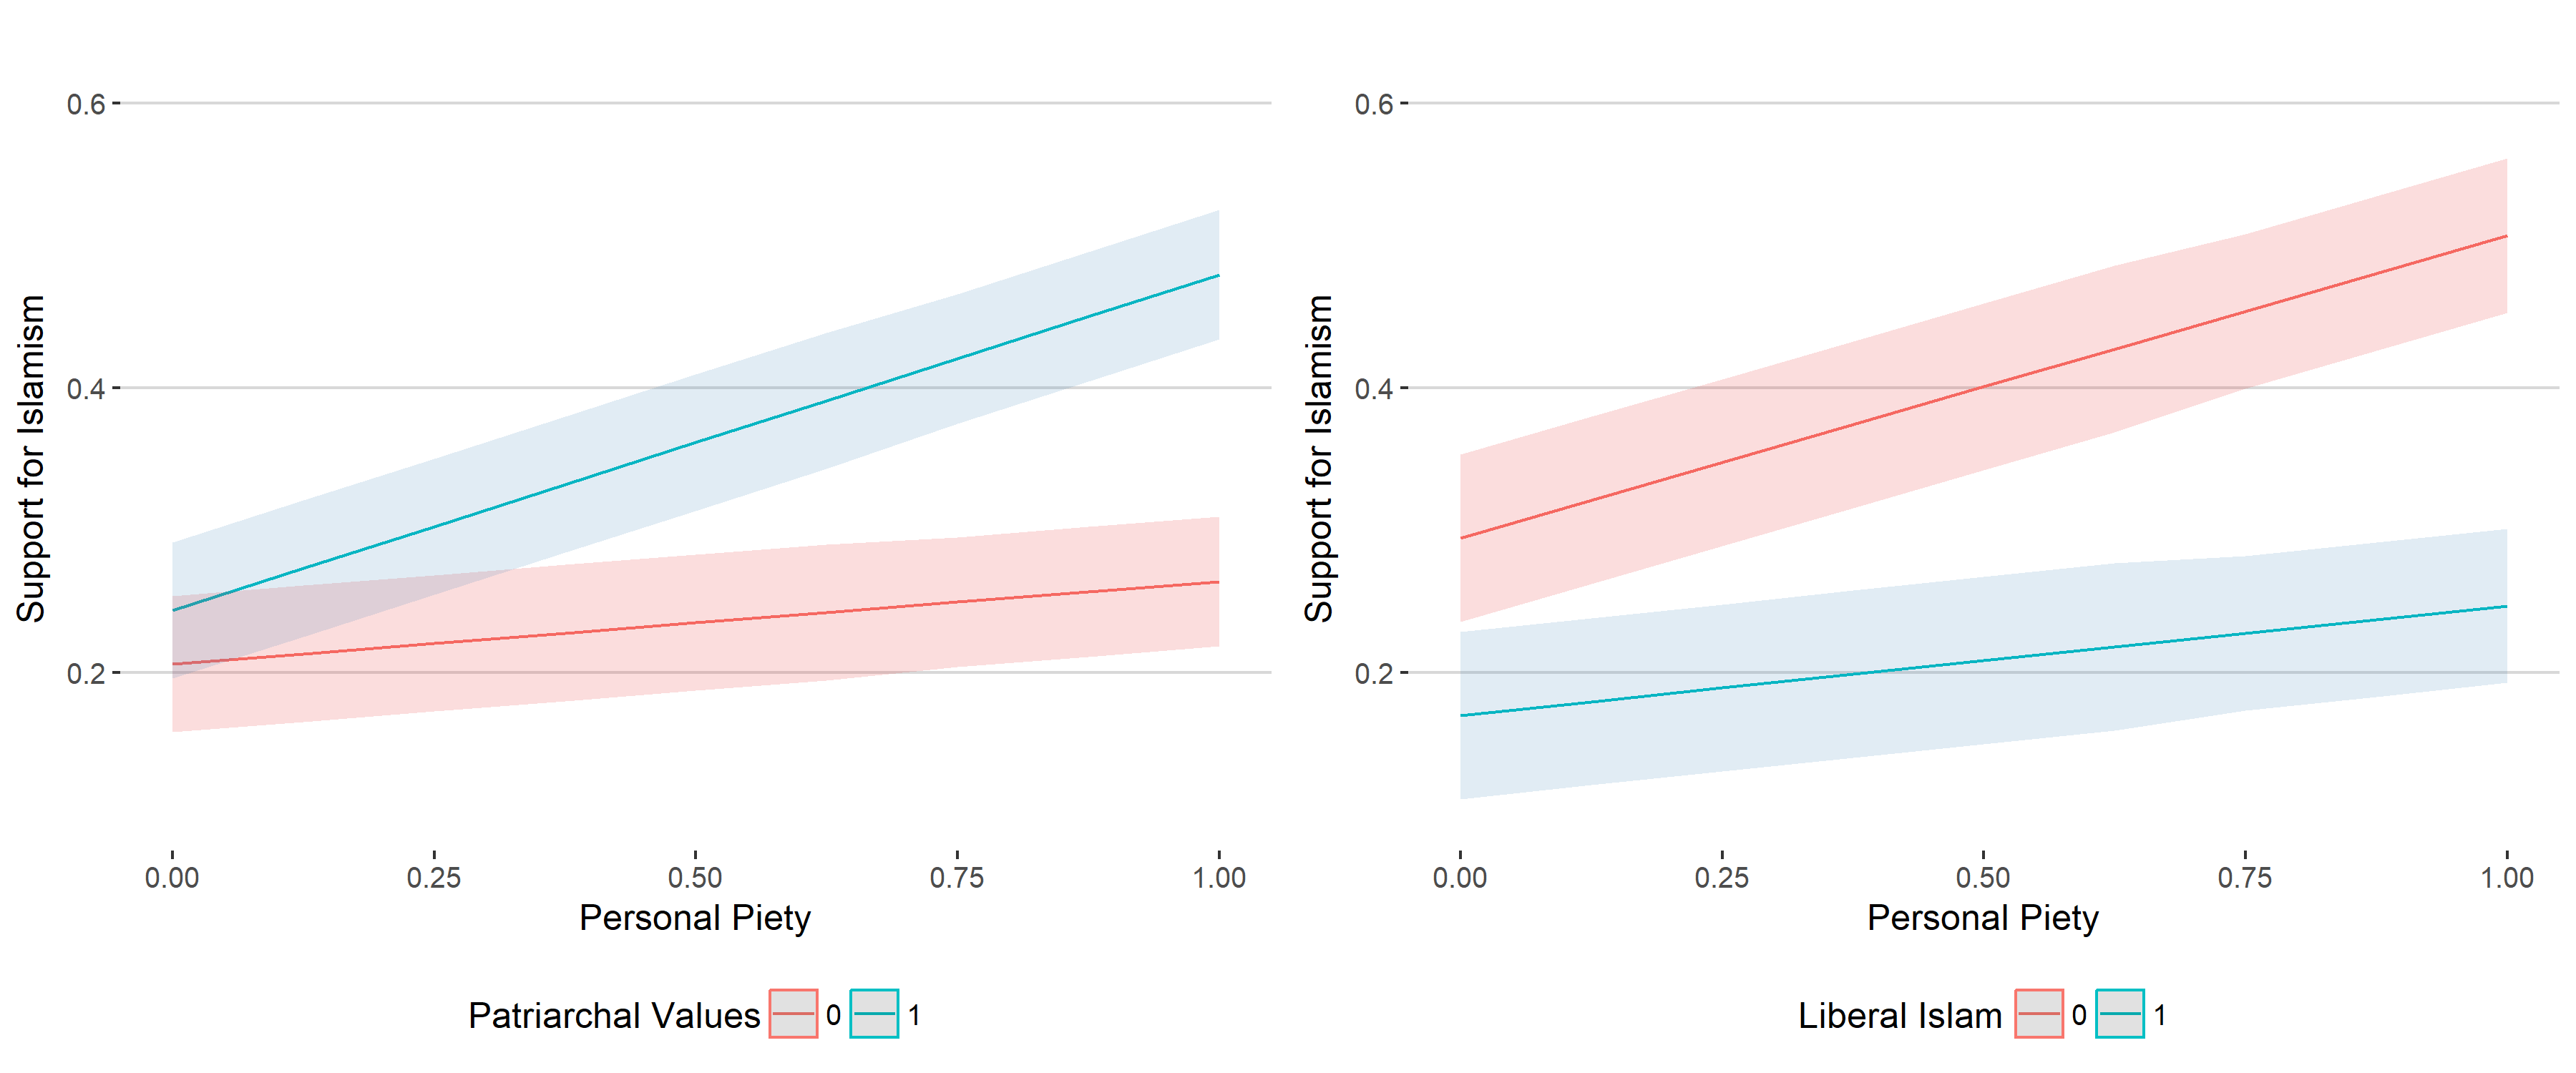 Support for Islamism
0.6
0.4
0.2
0.00 0.25 0.50 0.75 1.00
Personal Piety
Patriarchal Values 0 1
Support for Islamism
0.6
0.4
0.2
0.00 0.25 0.50 0.75 1.00
Personal Piety
Liberal Islam 0 1